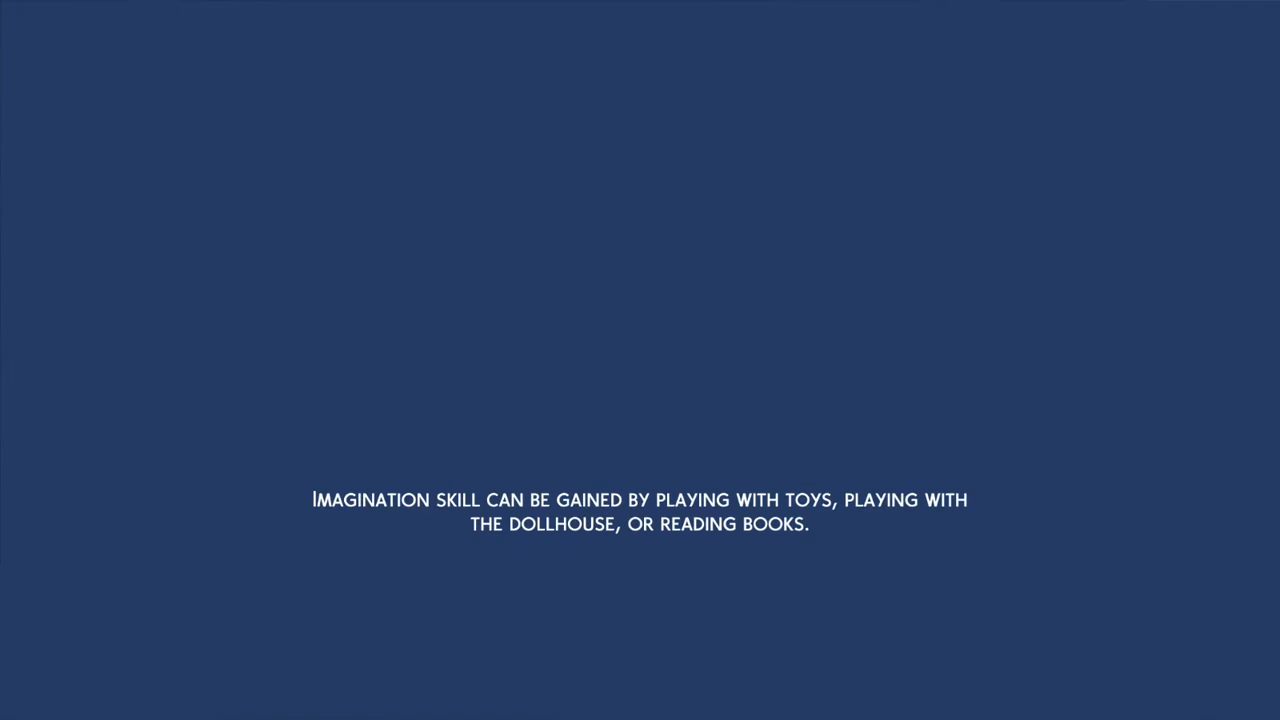 Imagination skill can be gained by playing with toys, playing with
the dollhouse, or reading books.